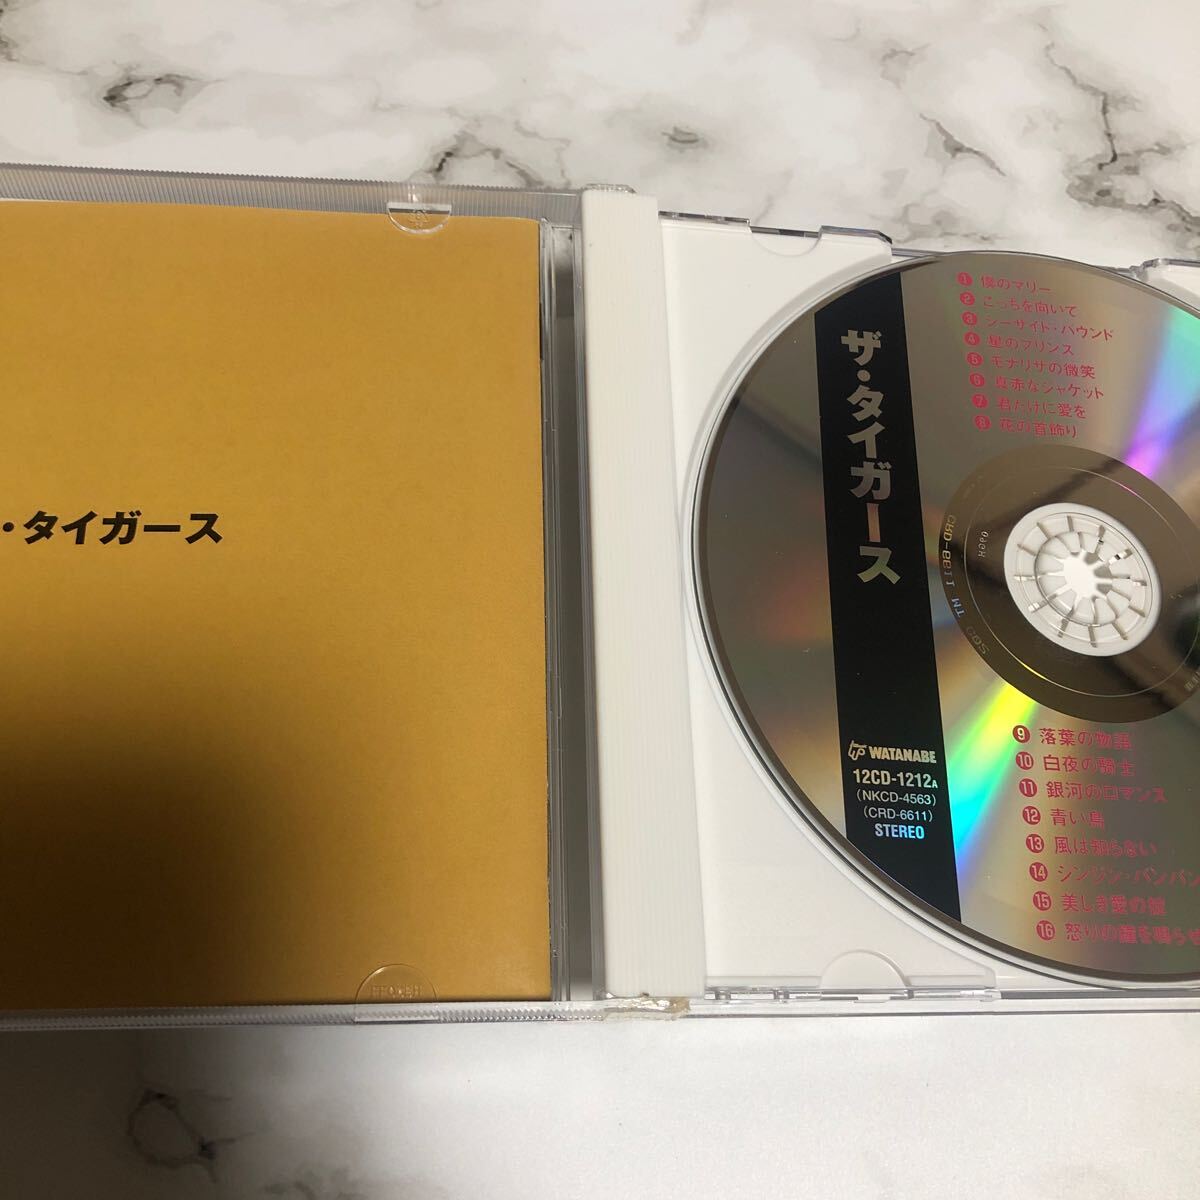 ・タイガース
ザ・タイガース
① 僕のマリー
② こっちを向いて
③ シーサイド・バウンド
④ 星のプリンス
⑤ モナリザの微笑
⑥ 真赤なジャケット
⑦ 君だけに愛を
⑧ 花の首飾り
CRD-6611
⑨ 落葉の物語
⑩ 白夜の騎士
⑪ 銀河のロマンス
⑫ 青い鳥
⑬ 風は知らない
⑭ シンジン・バンバン
⑮ 美しき愛の掟
⑯ 怒りの鐘を鳴らせ
WATANABE
12CD-1212A
(NKCD-4563)
(CRD-6611)
STEREO